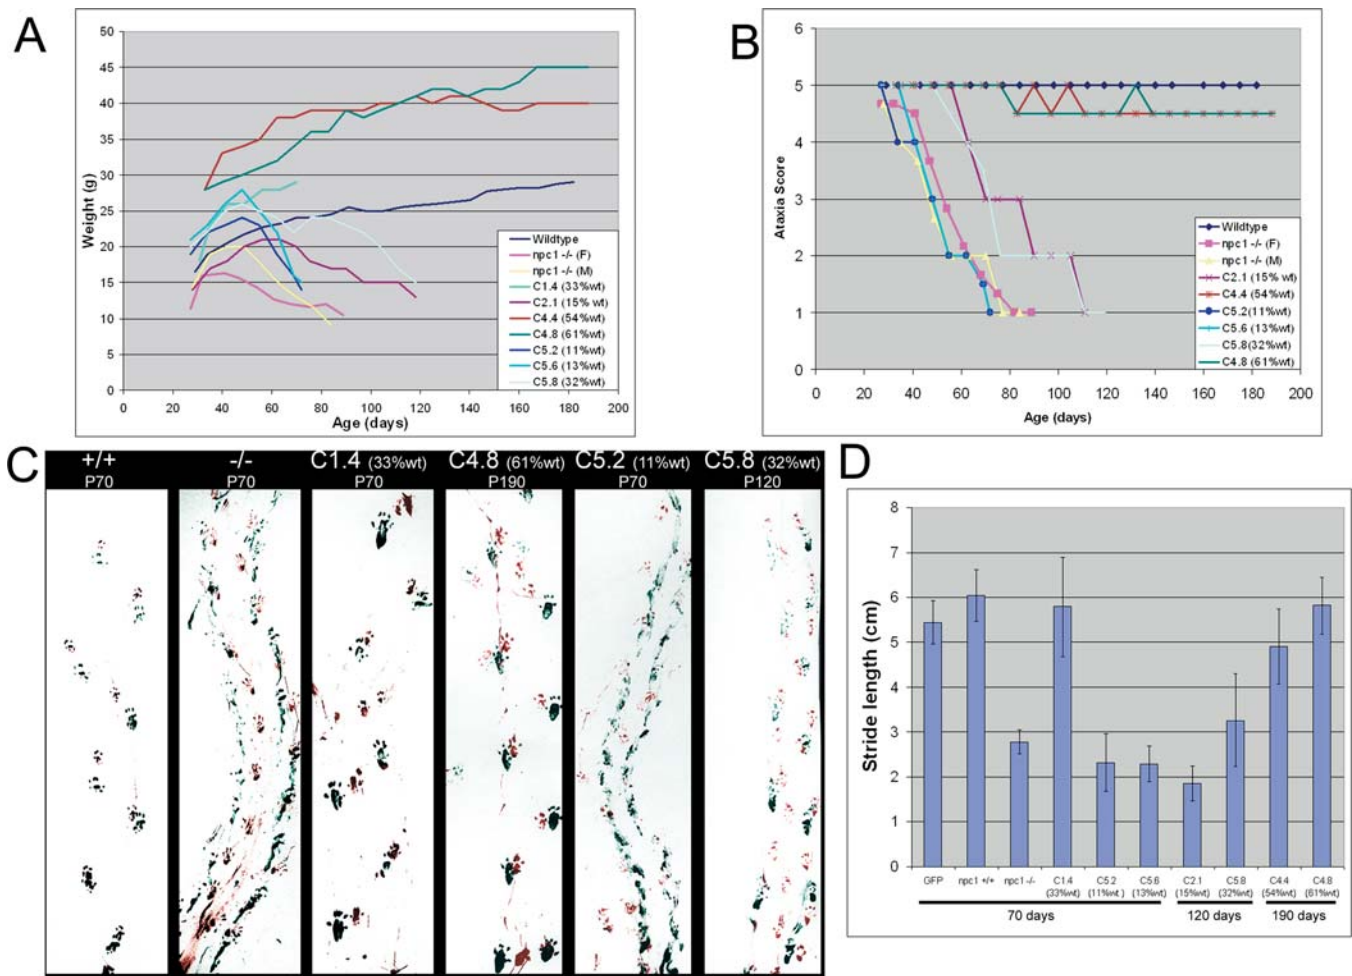 A
50
45
40
35
30
25
20
15
10
5
0
Weight (g)
0 20 40 60 80 100 120 140 160 180 200
Age (days)
Wildtype
npc1 -/- (F)
npc1 -/- (M)
C1.4 (33%wt)
C2.1 (15% wt)
C4.4 (54%wt)
C4.8 (61%wt)
C5.2 (11%wt)
C5.6 (13%wt)
C5.8 (32%wt)
B
6
5
4
3
2
1
0
Ataxia Score
0 20 40 60 80 100 120 140 160 180 200
Age (days)
Wildtype
npc1 -/- (F)
npc1 -/- (M)
C2.1 (15% wt)
C4.4 (54%wt)
C5.2(11%wt)
C5.6 (13%wt)
C5.8(32%wt)
C4.8 (61%wt)
C
+/+ -/- C1.4 (33%wt) C4.8 (61%wt) C5.2 (11%wt) C5.8 (32%wt)
P70 P70 P70 P190 P70 P120
D
8
7
6
5
4
3
2
1
0
Stride length (cm)
GFP npc1 +/+ npc1 -/- C1.4 C5.2 C5.6 C2.1 C5.8 C4.4 C4.8
(33%wt) (11%wt ) (13%wt) (15%wt) (32%wt) (54%wt) (61%wt)
70 days 120 days 190 days